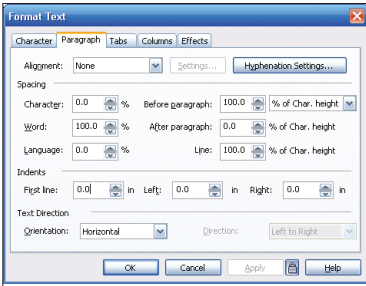 Format Text
Character Paragraph Tabs Columns Effects
Alignment: None Settings... Hyphenation Settings...
Spacing
Character: 0.0 % Before paragraph: 100.0 % of Char. height
Word: 100.0 % After paragraph: 0.0 % of Char. height
Language: 0.0 % Line: 100.0 % of Char. height
Indents
First line: 0.0 in Left: 0.0 in Right: 0.0 in
Text Direction
Orientation: Horizontal Direction: Left to Right
OK Cancel Apply Help